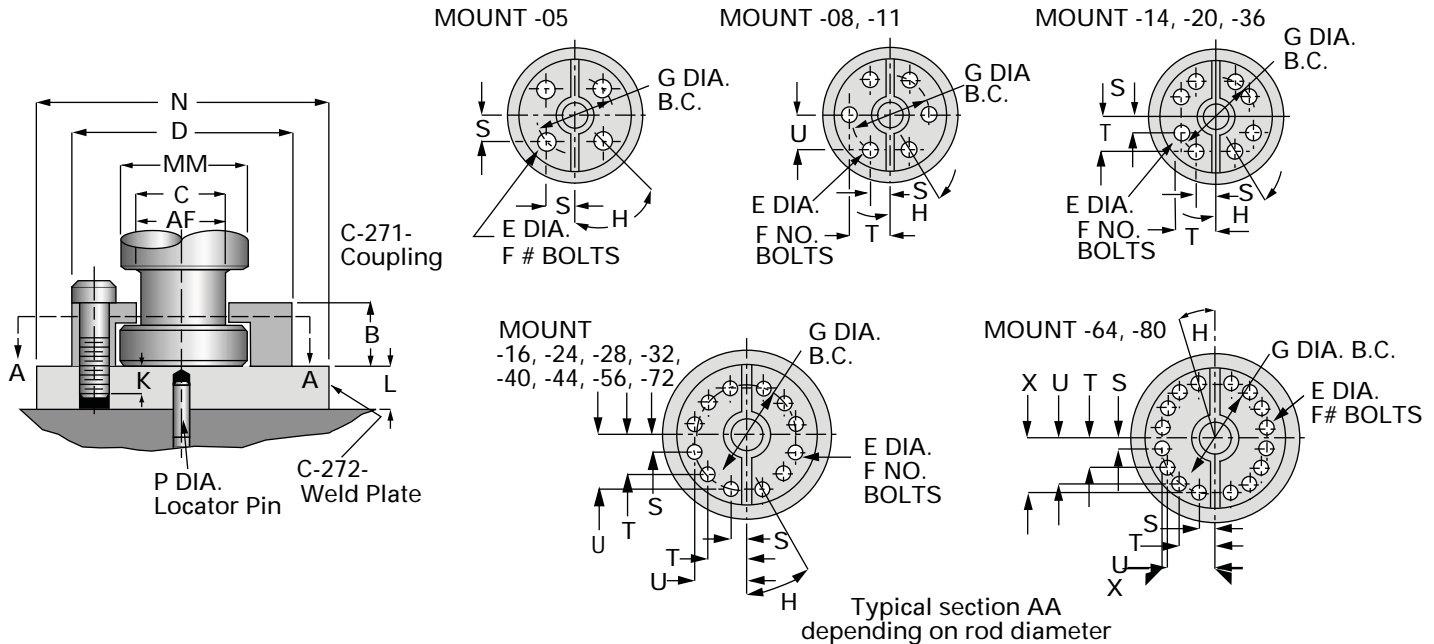 MOUNT -05
S
G DIA.
B.C.
S
H
E DIA.
F # BOLTS
MOUNT -08, -11
U
G DIA
B.C.
E DIA.
F NO.
BOLTS
S
H
T
MOUNT -14, -20, -36
G DIA.
B.C.
S
T
E DIA.
F NO.
BOLTS
S
H
T
N
D
MM
C
AF
C-271-
Coupling
B
A
A
K
L
P DIA.
Locator Pin
C-272-
Weld Plate
MOUNT
-16, -24, -28, -32,
-40, -44, -56, -72
G DIA.
B.C.
E DIA.
F NO.
BOLTS
S
T
U
S
T
U
H
MOUNT -64, -80
H
G DIA. B.C.
X U T S
E DIA.
F# BOLTS
S
T
U
X
Typical section AA
depending on rod diameter